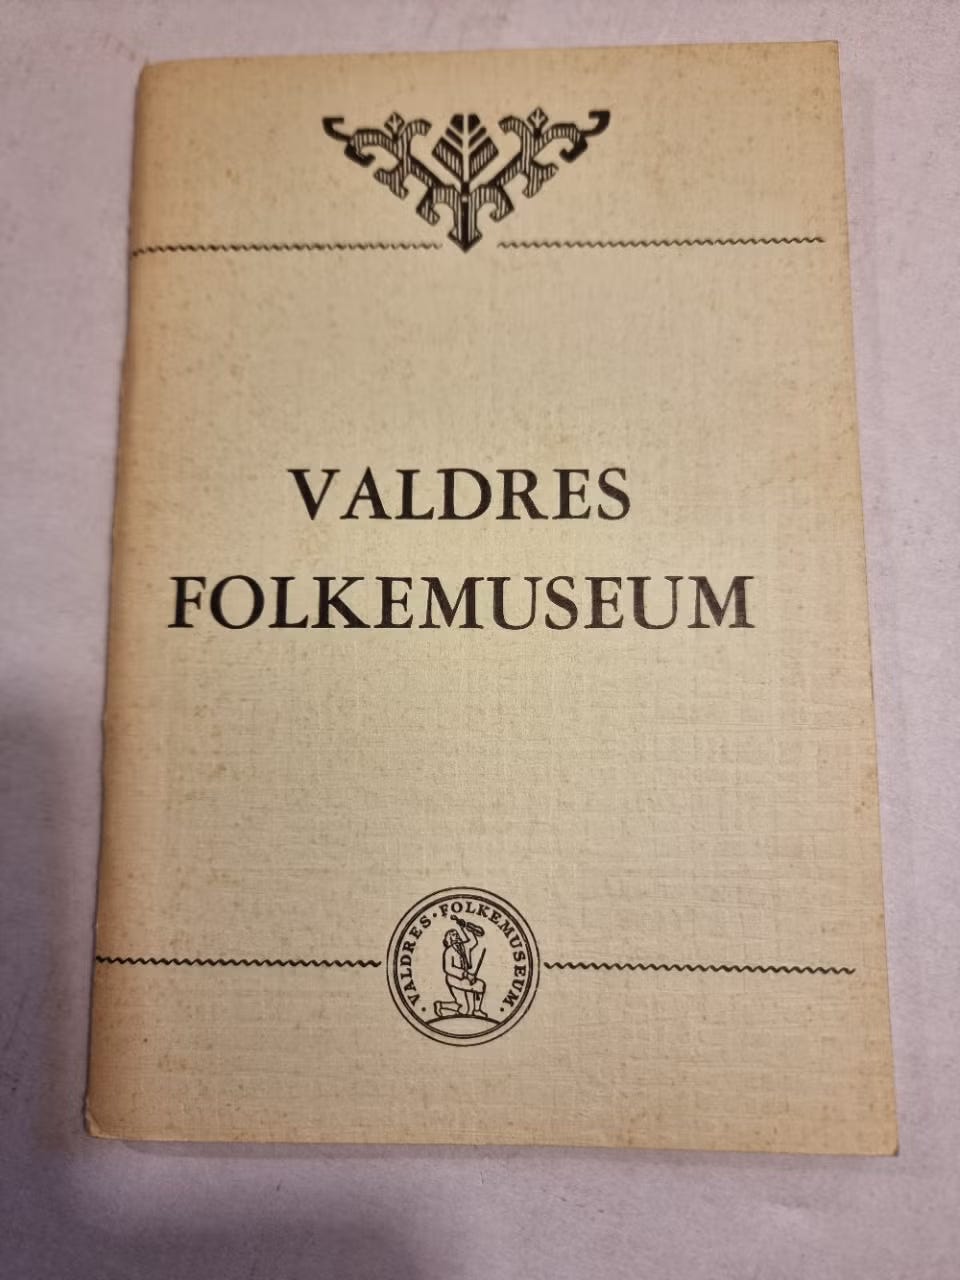 VALDRES
FOLKEMUSEUM
· VALDRES · FOLKEMUSEUM ·